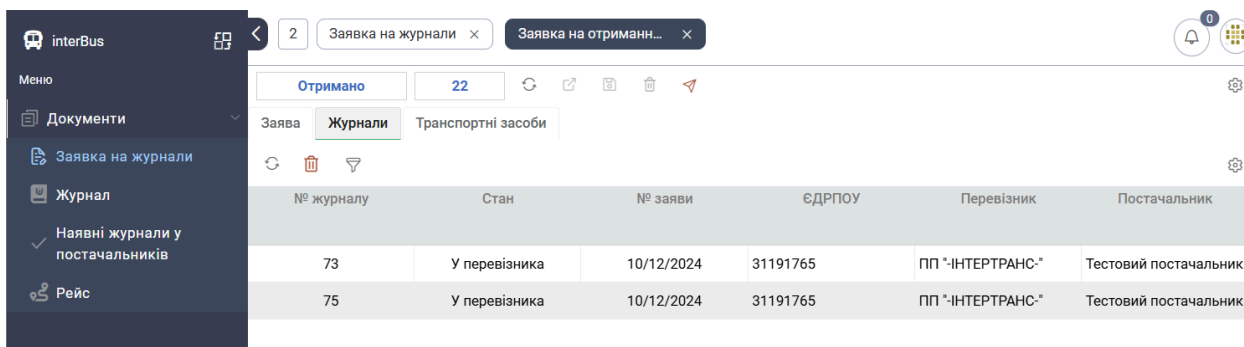 interBus
2
Заявка на журнали ×
Заявка на отриманн... ×
0
Меню
Отримано
22
Документи
Заява
Журнали
Транспортні засоби
Заявка на журнали
Журнал
Наявні журнали у
постачальників
Рейс
№ журналу Стан № заяви ЄДРПОУ Перевізник Постачальник
73 У перевізника 10/12/2024 31191765 ПП "-ІНТЕРТРАНС-" Тестовий постачальник
75 У перевізника 10/12/2024 31191765 ПП "-ІНТЕРТРАНС-" Тестовий постачальник